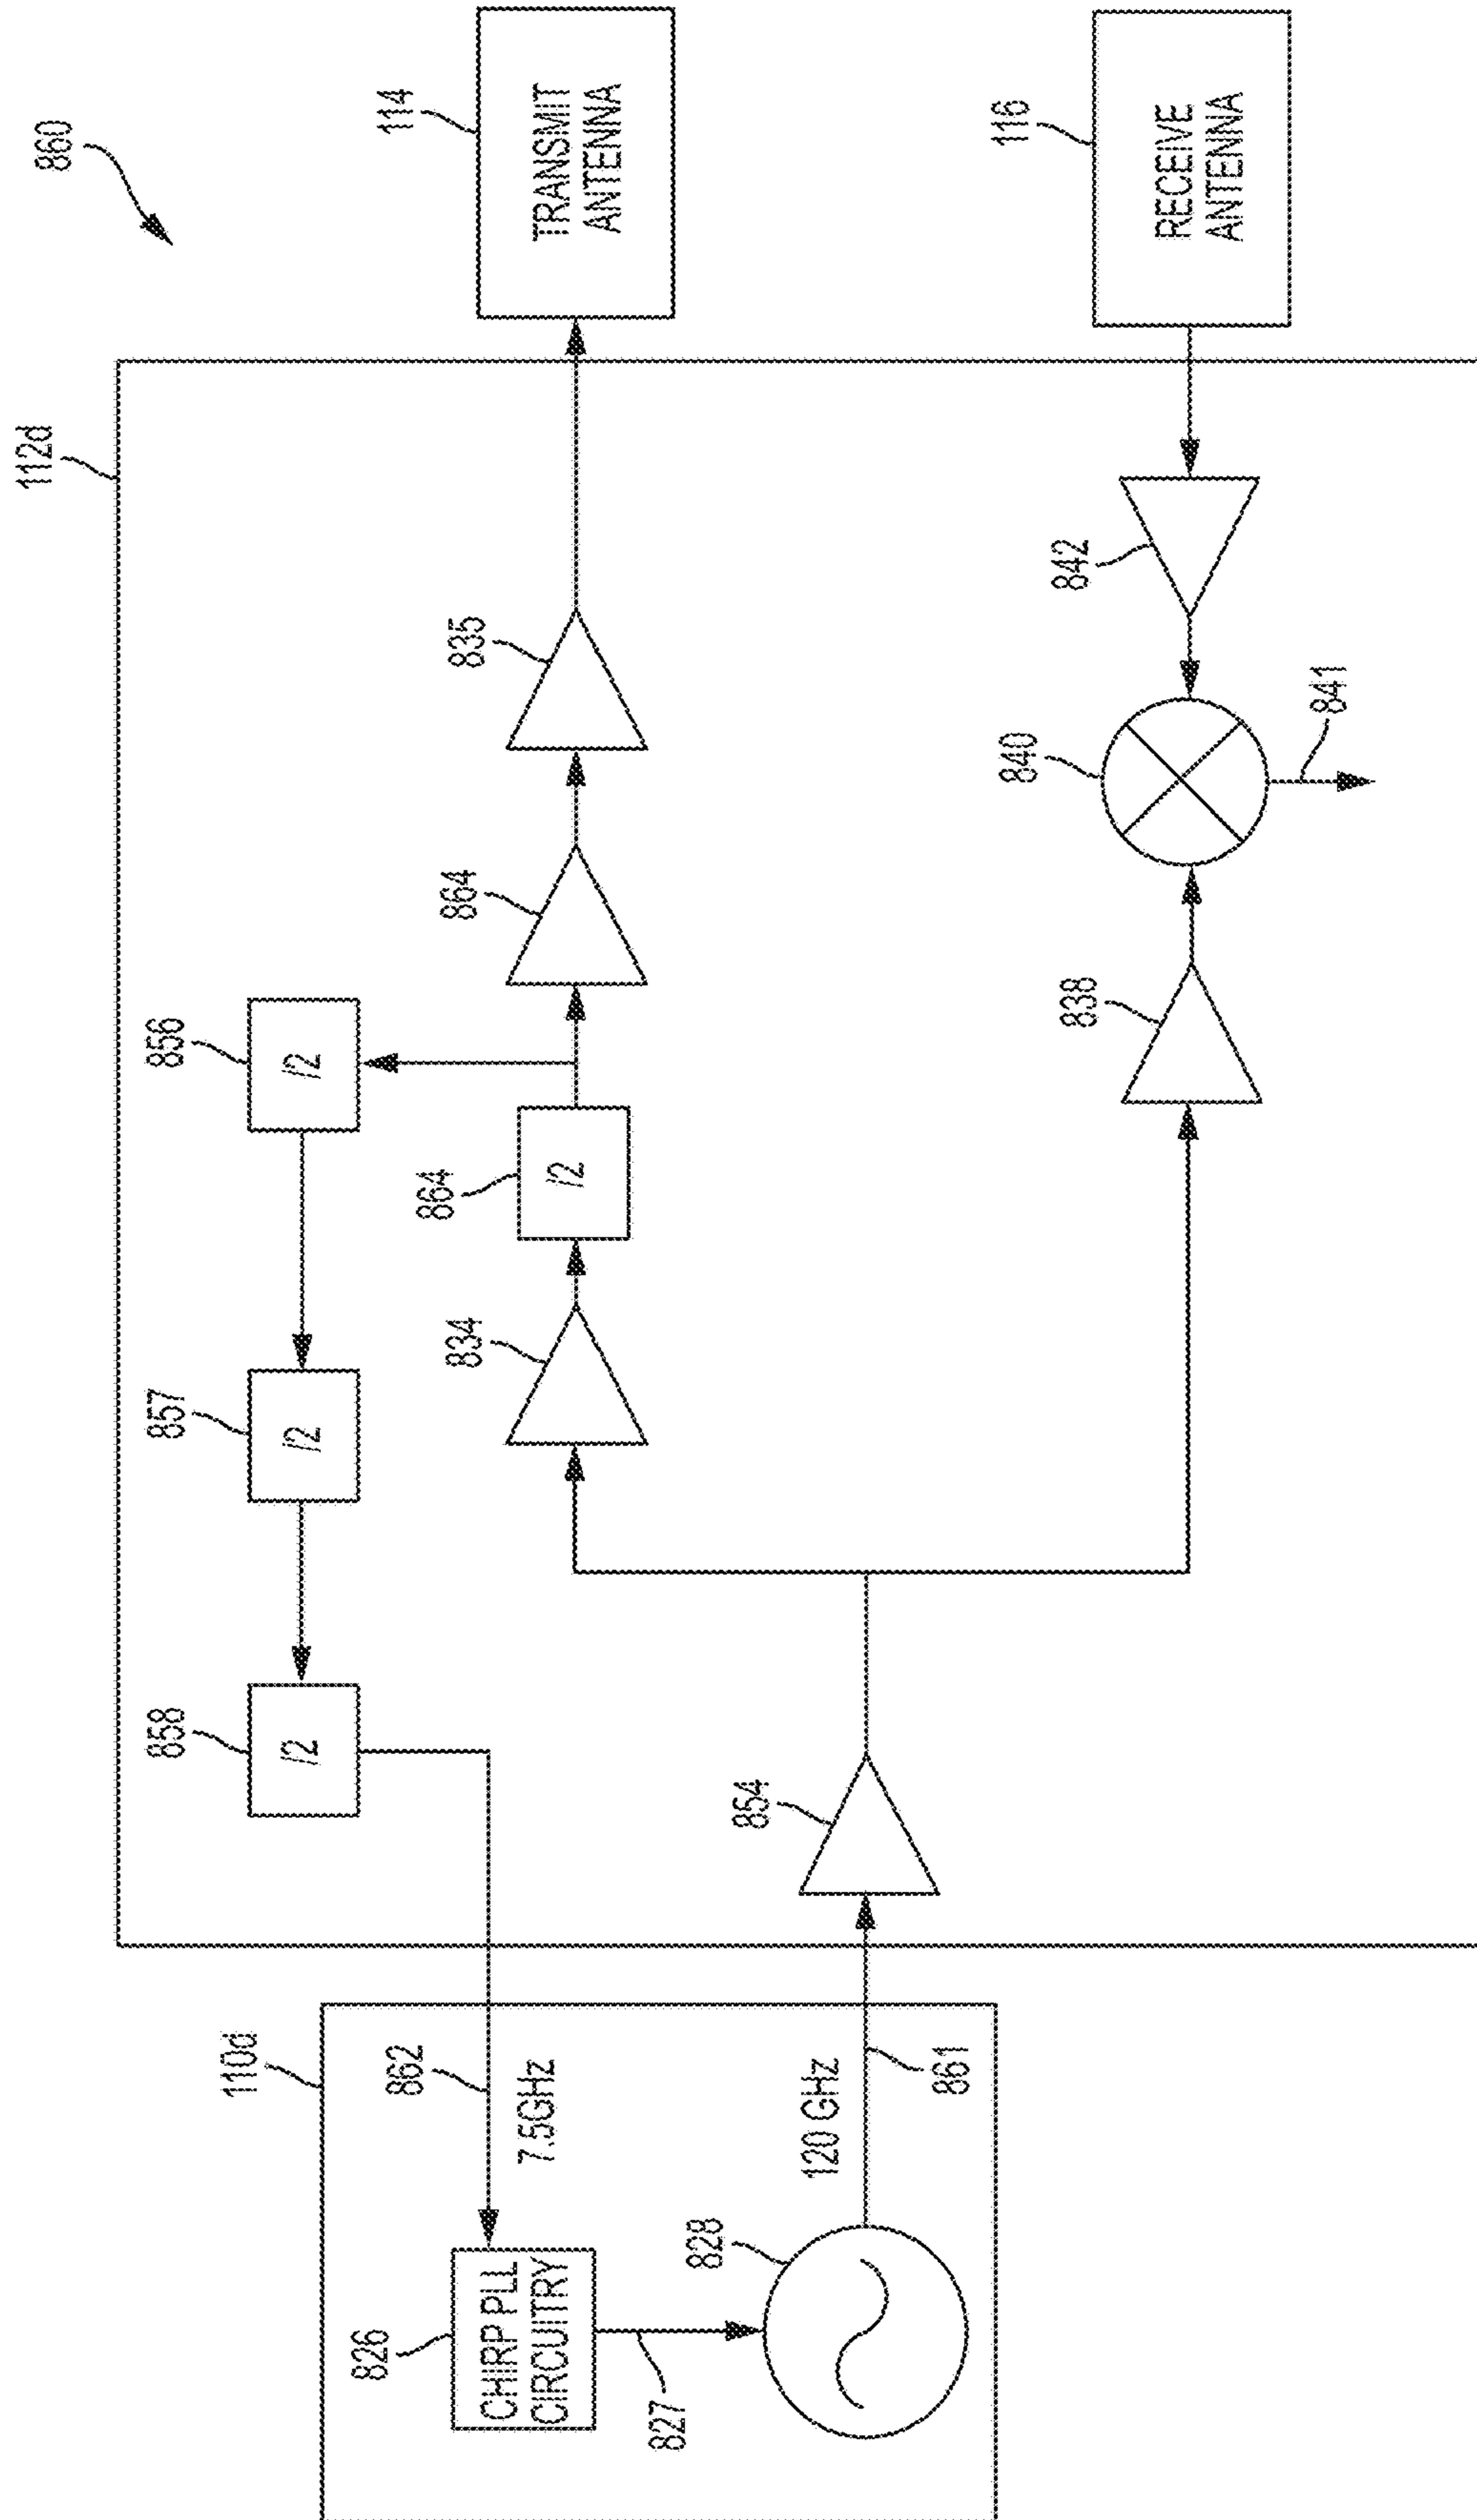 860
112d
114
TRANSMIT
ANTENNA
116
RECEIVE
ANTENNA
835
842
864
840
841
856
/2
864
/2
838
857
/2
834
858
/2
854
110d
862
7.5GHz
120 GHz
861
826
CHIRP PLL
CIRCUITRY
827
828